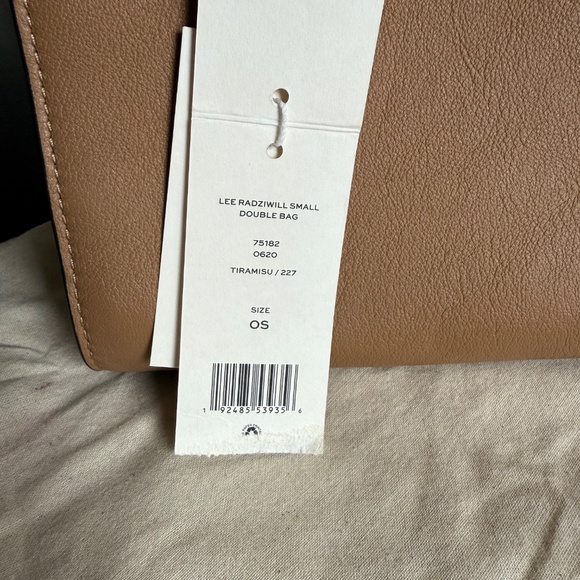 LEE RADZIWILL SMALL
DOUBLE BAG
75182
0620
TIRAMISU / 227
SIZE
OS
1 92485 53935 6